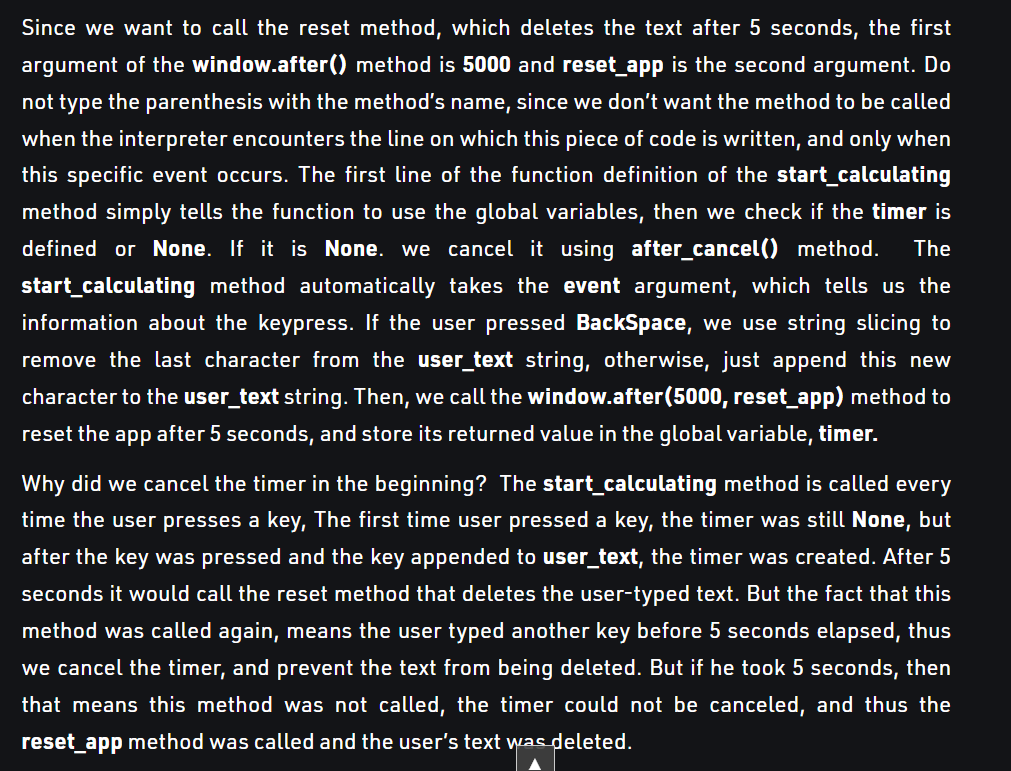 Since we want to call the reset method, which deletes the text after 5 seconds, the first
argument of the window.after() method is 5000 and reset_app is the second argument. Do
not type the parenthesis with the method's name, since we don't want the method to be called
when the interpreter encounters the line on which this piece of code is written, and only when
this specific event occurs. The first line of the function definition of the start_calculating
method simply tells the function to use the global variables, then we check if the timer is
defined or None. If it is None. we cancel it using after_cancel() method. The
start_calculating method automatically takes the event argument, which tells us the
information about the keypress. If the user pressed BackSpace, we use string slicing to
remove the last character from the user_text string, otherwise, just append this new
character to the user_text string. Then, we call the window.after(5000, reset_app) method to
reset the app after 5 seconds, and store its returned value in the global variable, timer.
Why did we cancel the timer in the beginning? The start_calculating method is called every
time the user presses a key, The first time user pressed a key, the timer was still None, but
after the key was pressed and the key appended to user_text, the timer was created. After 5
seconds it would call the reset method that deletes the user-typed text. But the fact that this
method was called again, means the user typed another key before 5 seconds elapsed, thus
we cancel the timer, and prevent the text from being deleted. But if he took 5 seconds, then
that means this method was not called, the timer could not be canceled, and thus the
reset_app method was called and the user's text was deleted.